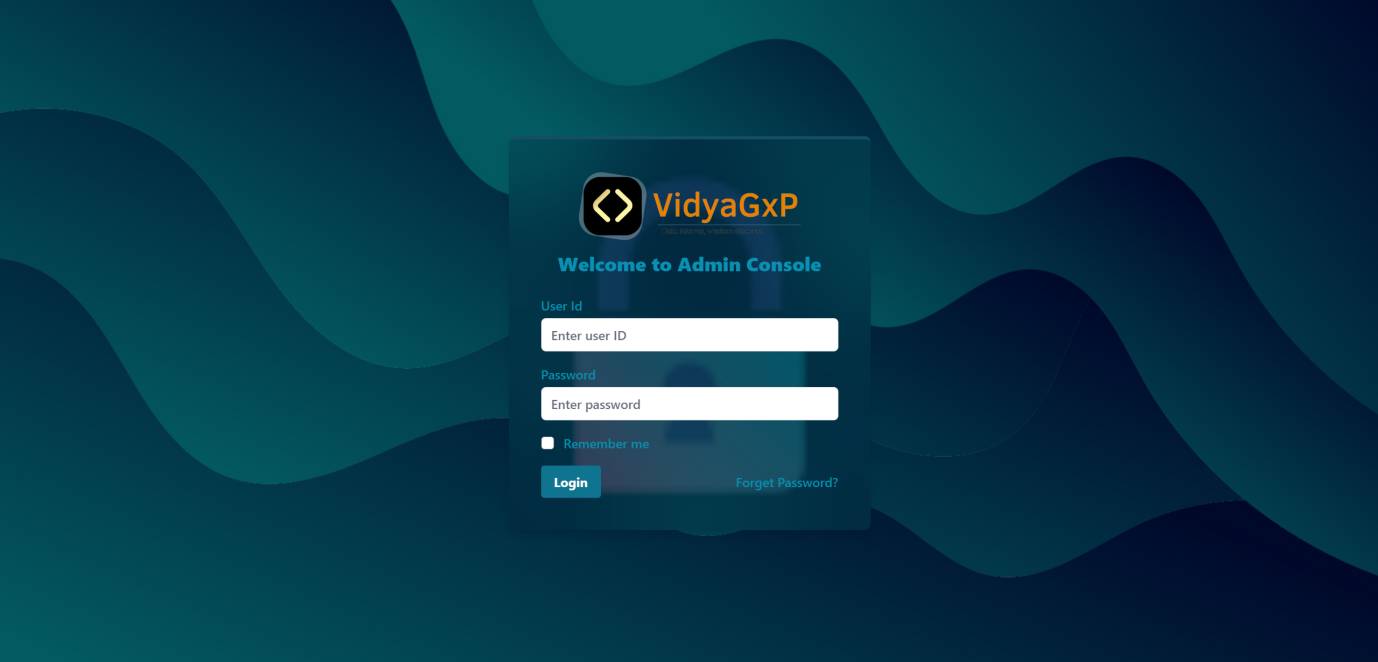 VidyaGxP
Welcome to Admin Console
User Id
Enter user ID
Password
Enter password
Remember me
Login
Forget Password?